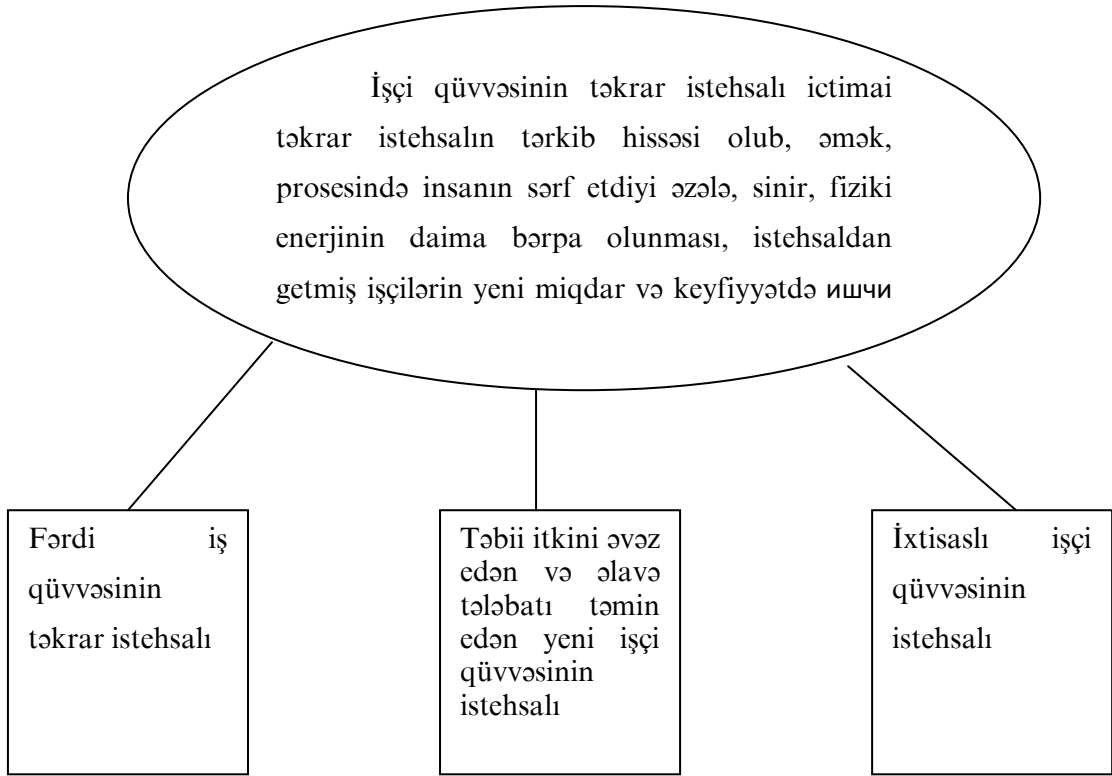 İşçi qüvvəsinin təkrar istehsalı ictimai
təkrar istehsalın tərkib hissəsi olub, əmək,
prosesində insanın sərf etdiyi əzələ, sinir, fiziki
enerjinin daima bərpa olunması, istehsaldan
getmiş işçilərin yeni miqdar və keyfiyyətdə ишчи
Fərdi iş
qüvvəsinin
təkrar istehsalı
Təbii itkini əvəz
edən və əlavə
tələbatı təmin
edən yeni işçi
qüvvəsinin
istehsalı
İxtisaslı işçi
qüvvəsinin
istehsalı